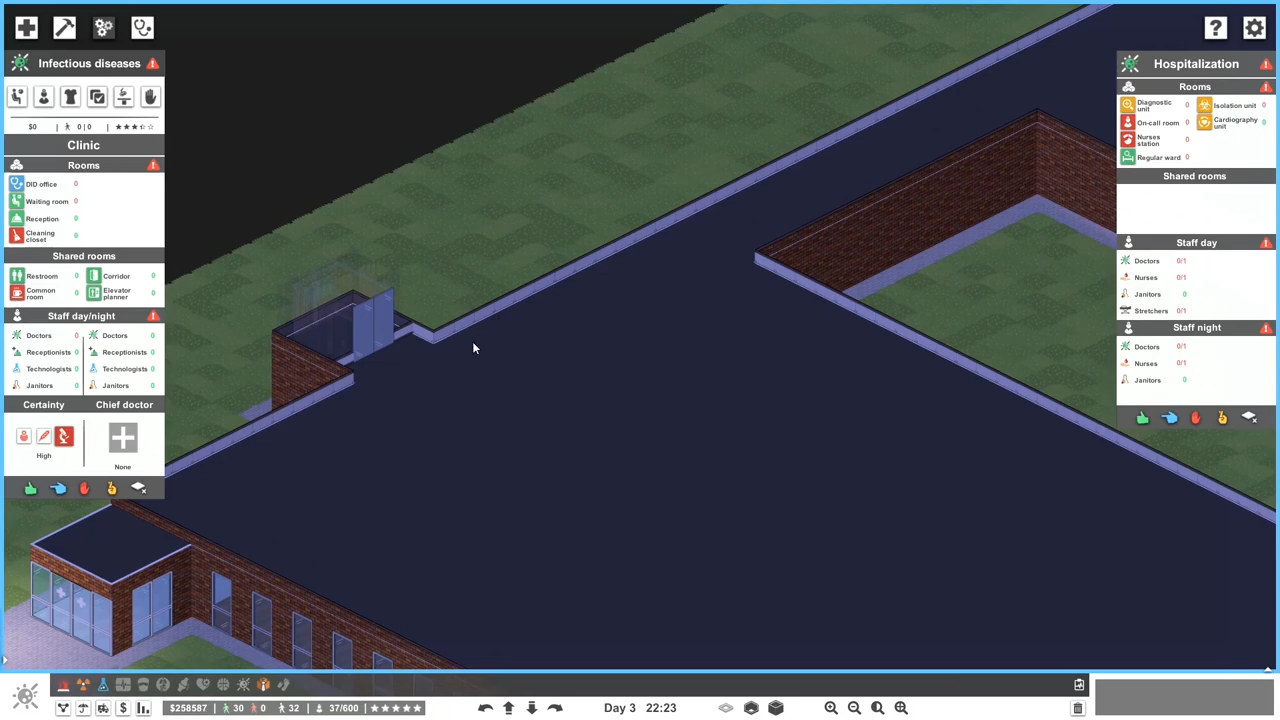 Infectious diseases
$0 | 0 | 0 |
Clinic
Rooms
DID office 0
Waiting room 0
Reception 0
Cleaning closet 0
Shared rooms
Restroom 0 Corridor 0
Common room 0 Elevator planner 0
Staff day/night
Doctors 0 Doctors 0
Receptionists 0 Receptionists 0
Technologists 0 Technologists 0
Janitors 0 Janitors 0
Certainty Chief doctor
High None
?
Hospitalization
Rooms
Diagnostic unit 0 Isolation unit 0
On-call room 0 Cardiography unit 0
Nurses station 0
Regular ward 0
Shared rooms
Staff day
Doctors 0/1
Nurses 0/1
Janitors 0
Stretchers 0/1
Staff night
Doctors 0/1
Nurses 0/1
Janitors 0
$258587 | 30 0 | 32 | 37/600
Day 3 22:23